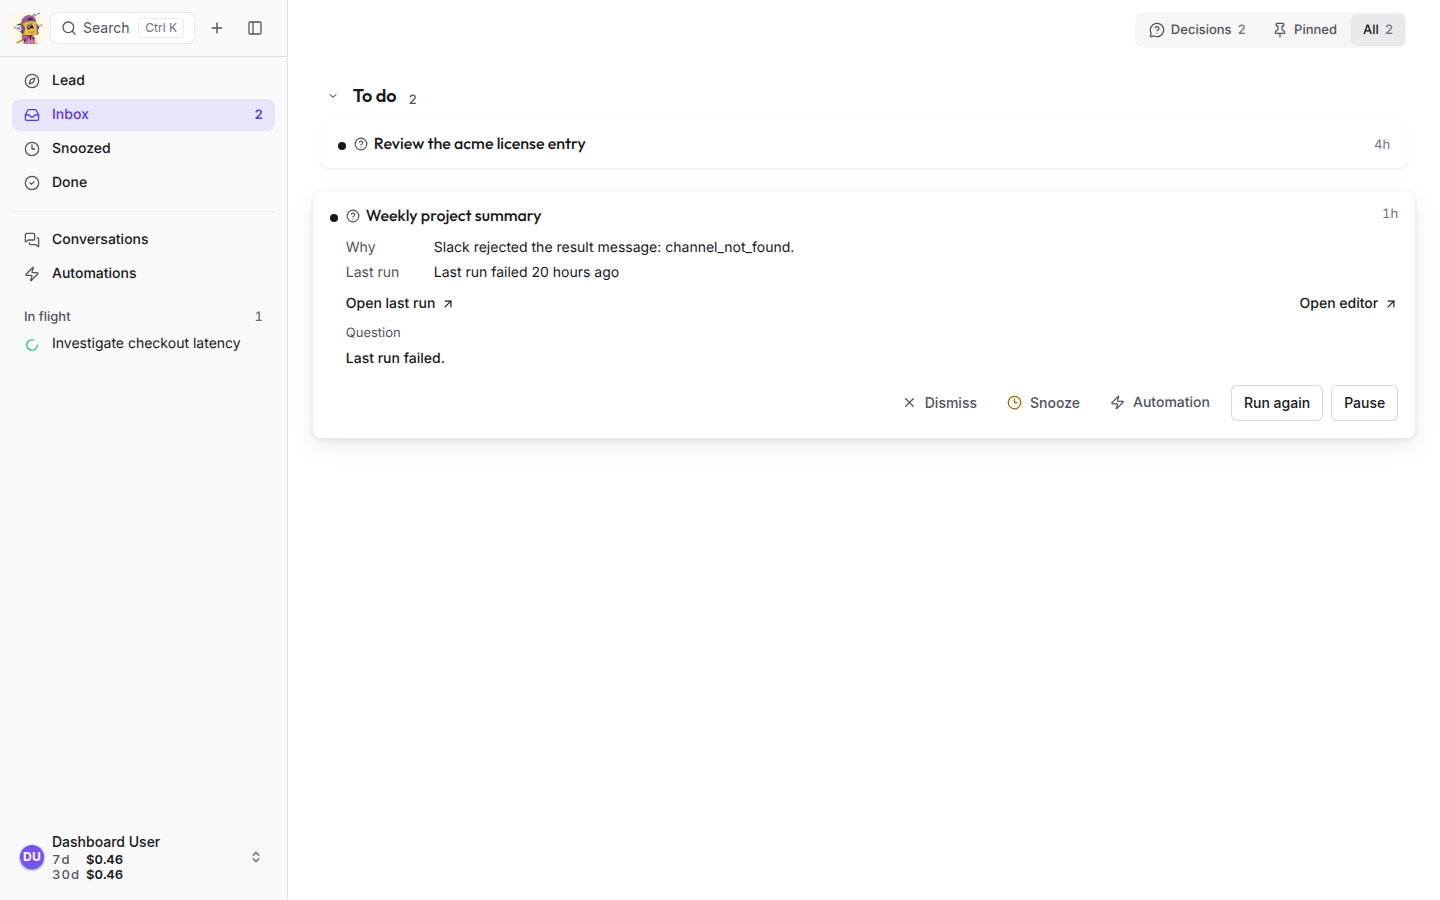 Search Ctrl K
Lead
Inbox 2
Snoozed
Done
Conversations
Automations
In flight 1
Investigate checkout latency
Dashboard User
DU
7d $0.46
30d $0.46
Decisions 2 Pinned All 2
To do 2
Review the acme license entry 4h
Weekly project summary 1h
Why Slack rejected the result message: channel_not_found.
Last run Last run failed 20 hours ago
Open last run Open editor
Question
Last run failed.
Dismiss Snooze Automation Run again Pause